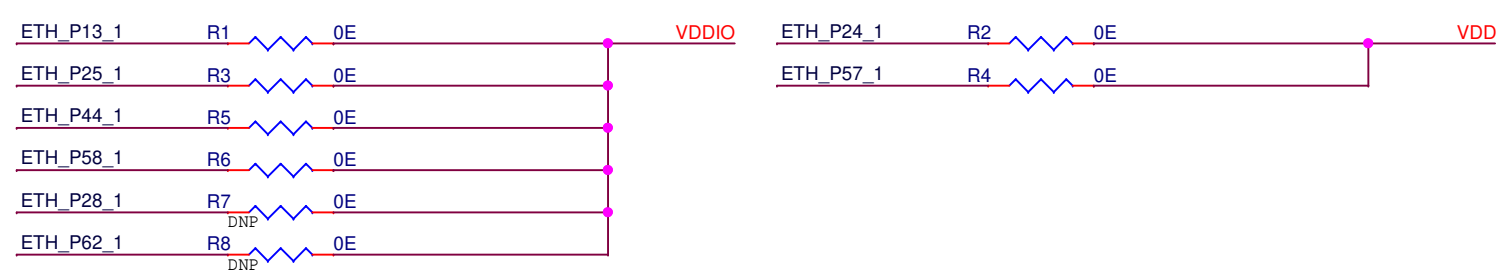 ETH_P13_1 R1 0E VDDIO
ETH_P25_1 R3 0E
ETH_P44_1 R5 0E
ETH_P58_1 R6 0E
ETH_P28_1 R7 0E
DNP
ETH_P62_1 R8 0E
DNP
ETH_P24_1 R2 0E VDD
ETH_P57_1 R4 0E